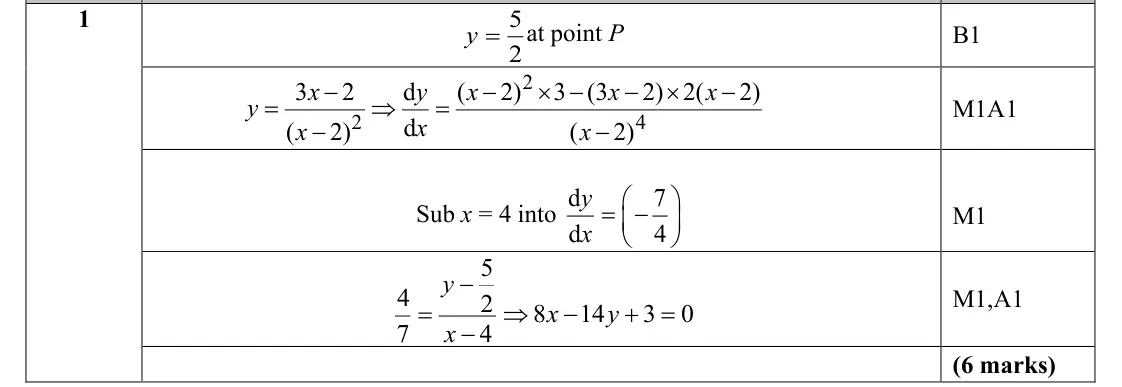 1
y = 5/2 at point P
B1
y = (3x − 2)/(x − 2)² ⇒ dy/dx = ((x − 2)² × 3 − (3x − 2) × 2(x − 2))/(x − 2)⁴
M1A1
Sub x = 4 into dy/dx = (− 7/4)
M1
4/7 = (y − 5/2)/(x − 4) ⇒ 8x − 14y + 3 = 0
M1,A1
(6 marks)